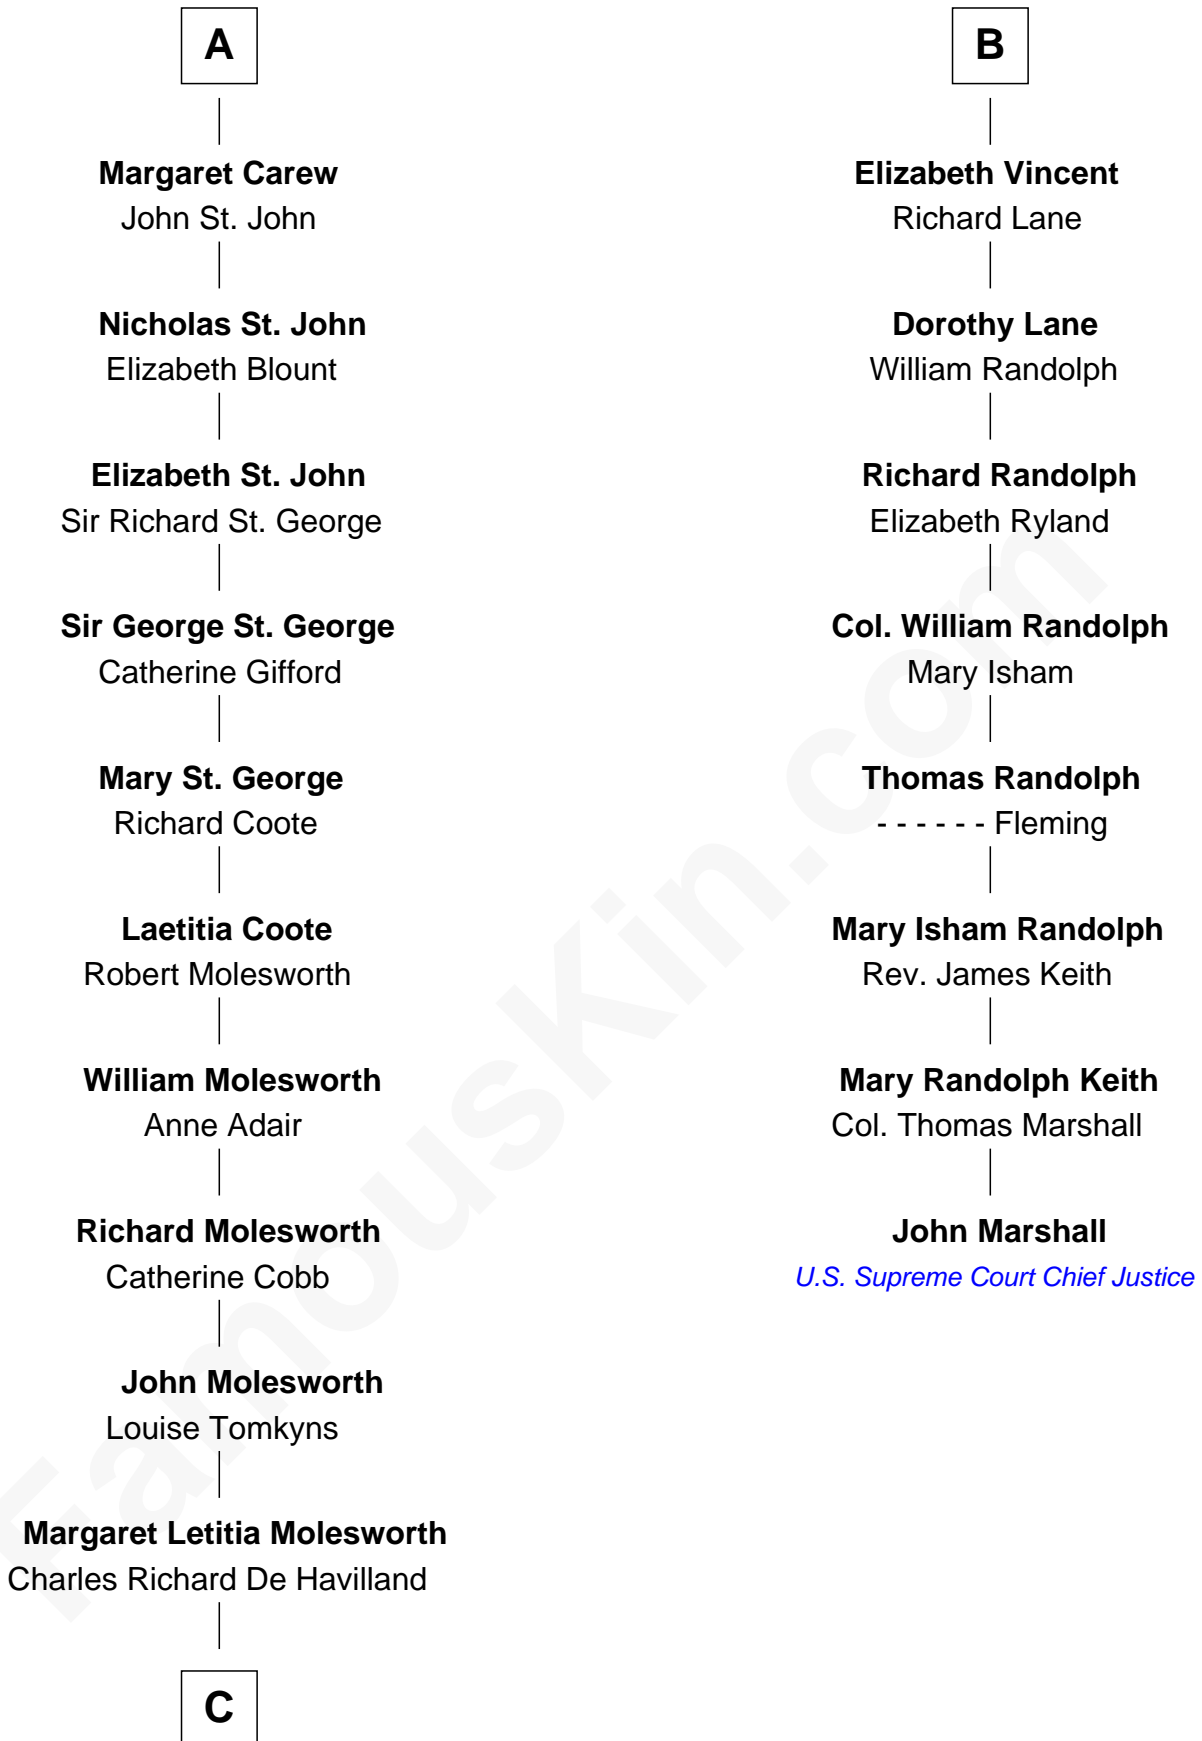 A
Margaret Carew
John St. John
Nicholas St. John
Elizabeth Blount
Elizabeth St. John
Sir Richard St. George
Sir George St. George
Catherine Gifford
Mary St. George
Richard Coote
Laetitia Coote
Robert Molesworth
William Molesworth
Anne Adair
Richard Molesworth
Catherine Cobb
John Molesworth
Louise Tomkyns
Margaret Letitia Molesworth
Charles Richard De Havilland
C
B
Elizabeth Vincent
Richard Lane
Dorothy Lane
William Randolph
Richard Randolph
Elizabeth Ryland
Col. William Randolph
Mary Isham
Thomas Randolph
- - - - - - Fleming
Mary Isham Randolph
Rev. James Keith
Mary Randolph Keith
Col. Thomas Marshall
John Marshall
U.S. Supreme Court Chief Justice
FamousKin.com